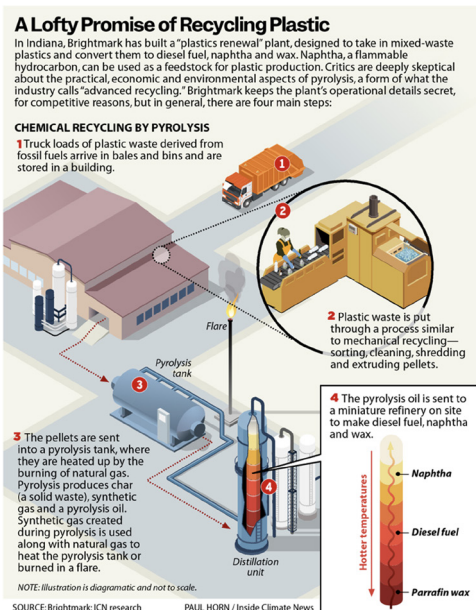 A Lofty Promise of Recycling Plastic
In Indiana, Brightmark has built a "plastics renewal" plant, designed to take in mixed-waste
plastics and convert them to diesel fuel, naphtha and wax. Naphtha, a flammable
hydrocarbon, can be used as a feedstock for plastic production. Critics are deeply skeptical
about the practical, economic and environmental aspects of pyrolysis, a form of what the
industry calls "advanced recycling." Brightmark keeps the plant's operational details secret,
for competitive reasons, but in general, there are four main steps:
CHEMICAL RECYCLING BY PYROLYSIS
1 Truck loads of plastic waste derived from
fossil fuels arrive in bales and bins and are
stored in a building.
1
2
2 Plastic waste is put
through a process similar
to mechanical recycling—
sorting, cleaning, shredding
and extruding pellets.
Flare
Pyrolysis
tank
3
3 The pellets are sent
into a pyrolysis tank, where
they are heated up by the
burning of natural gas.
Pyrolysis produces char
(a solid waste), synthetic
gas and a pyrolysis oil.
Synthetic gas created
during pyrolysis is used
along with natural gas to
heat the pyrolysis tank or
burned in a flare.
4
Distillation
unit
4 The pyrolysis oil is sent to
a miniature refinery on site
to make diesel fuel, naphtha
and wax.
Hotter temperatures
Naphtha
Diesel fuel
Parrafin wax
NOTE: Illustration is diagramatic and not to scale.
SOURCE: Brightmark; ICN research
PAUL HORN / Inside Climate News